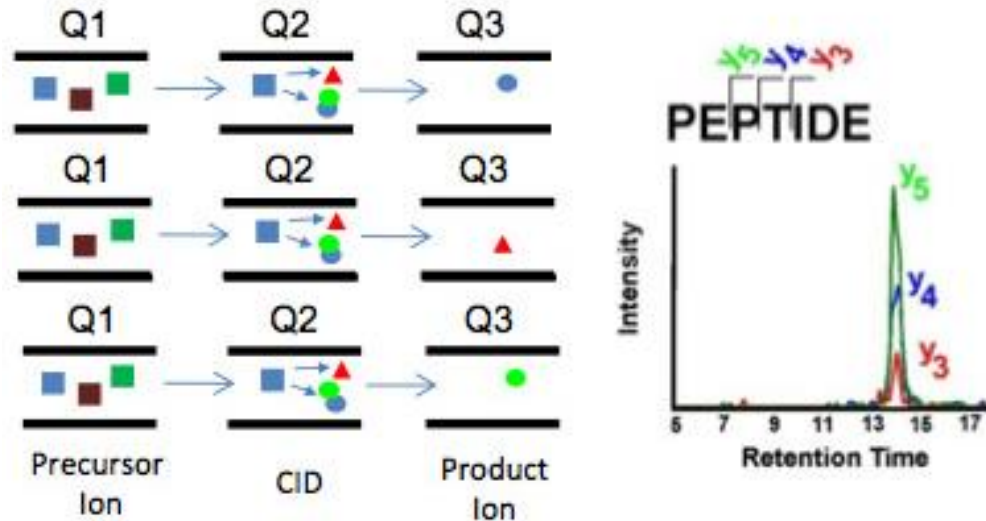 Q1 Q2 Q3
Q1 Q2 Q3
Q1 Q2 Q3
Precursor Ion
CID
Product Ion
y5 y4 y3
PEPTIDE
y5
y4
y3
Intensity
5 7 9 11 13 15 17
Retention Time